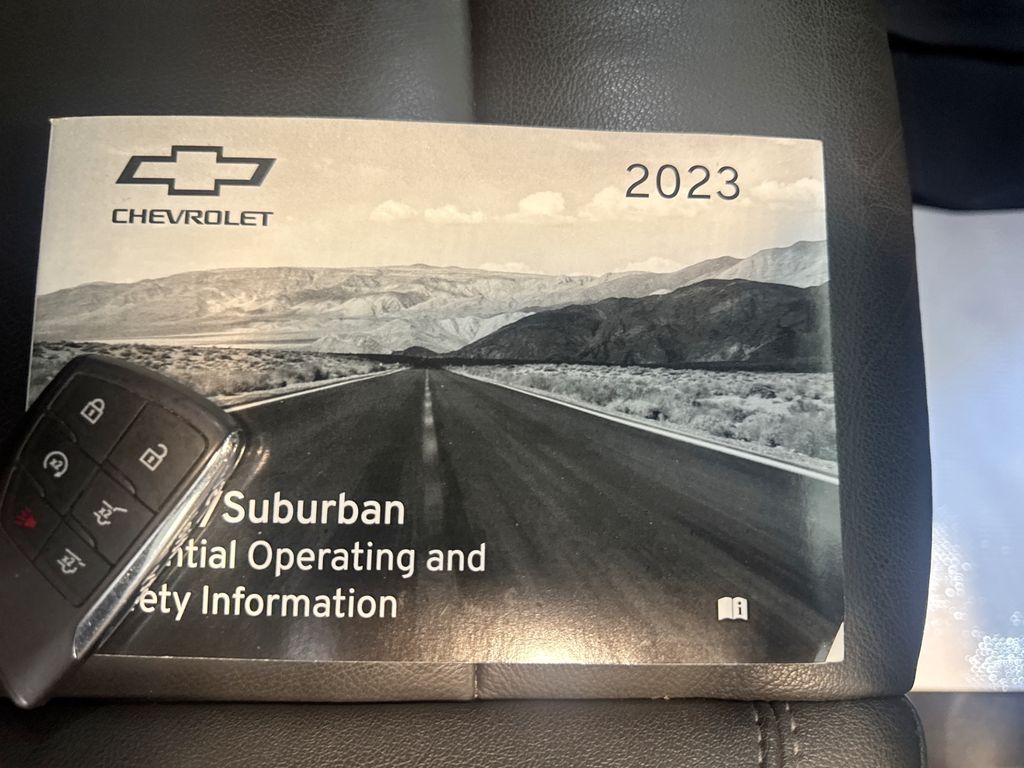 CHEVROLET
2023
/Suburban
ntial Operating and
ety Information